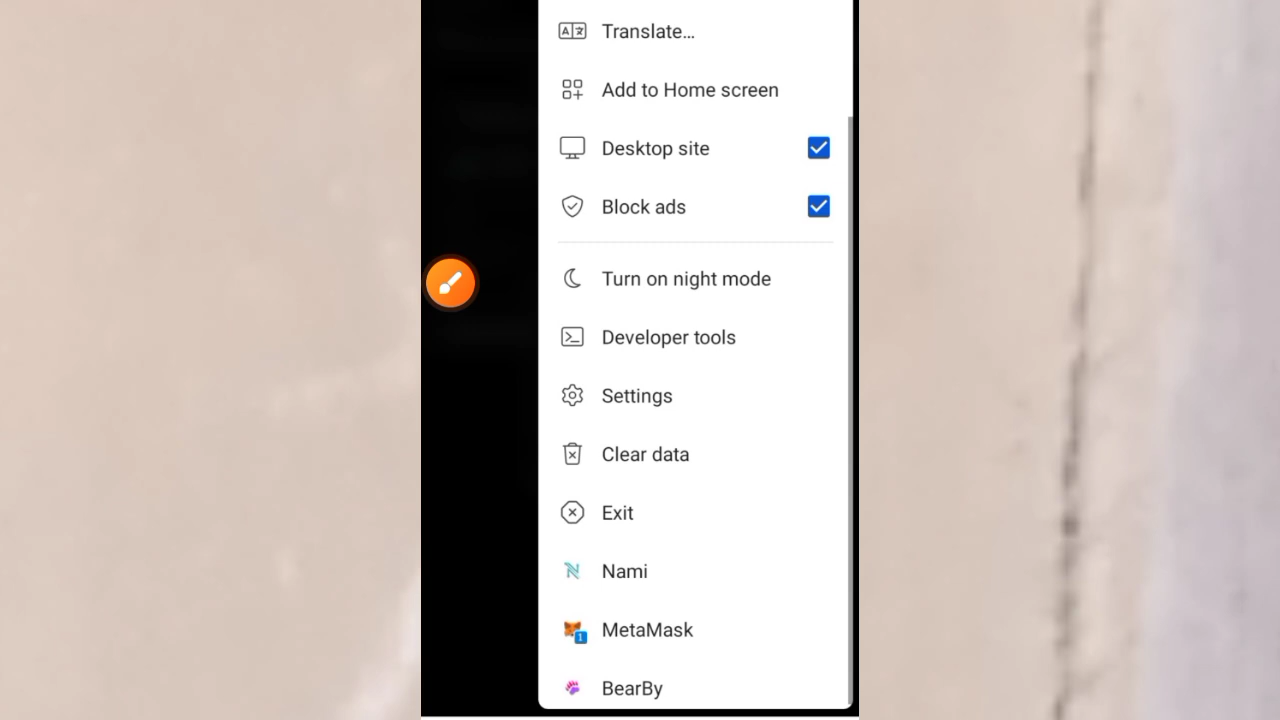 Translate...
Add to Home screen
Desktop site
Block ads
Turn on night mode
Developer tools
Settings
Clear data
Exit
Nami
MetaMask
1
BearBy